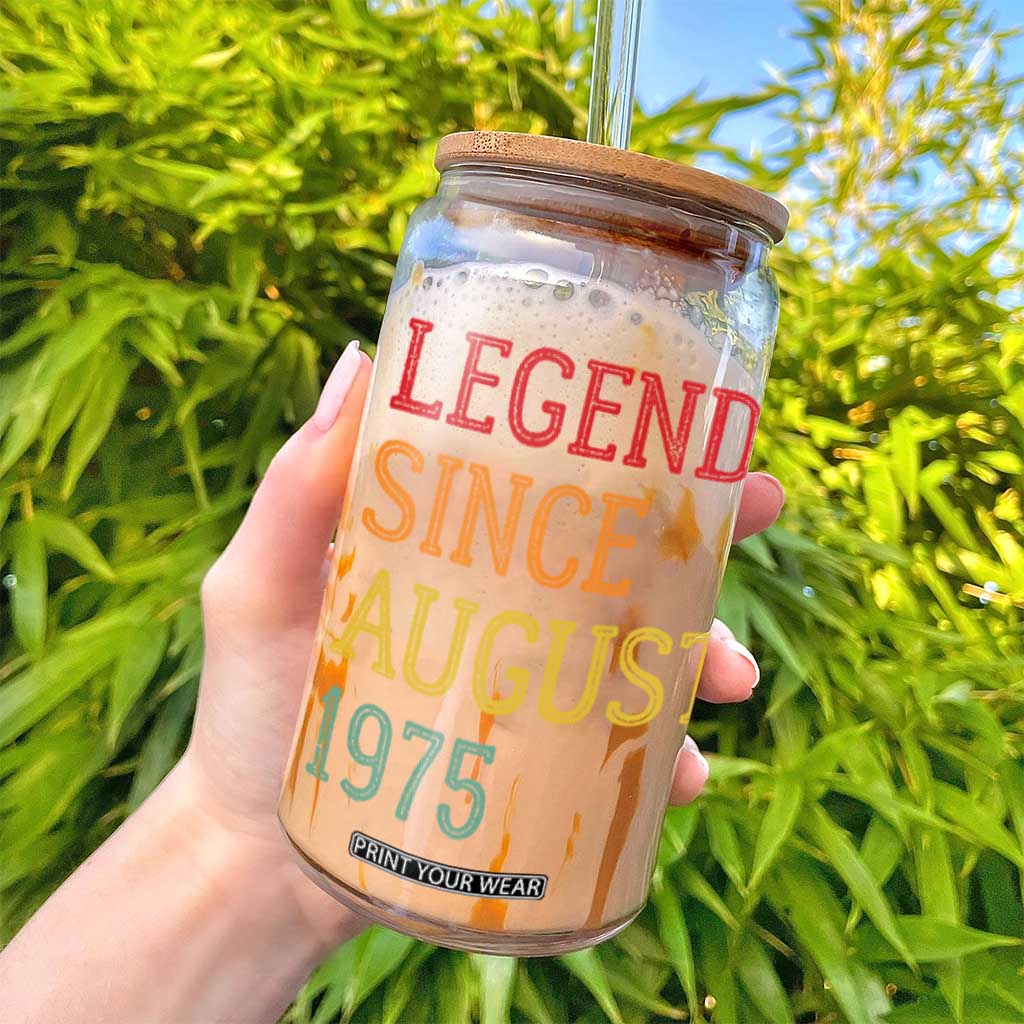 LEGEND
SINCE
AUGUST
1975
PRINT YOUR WEAR